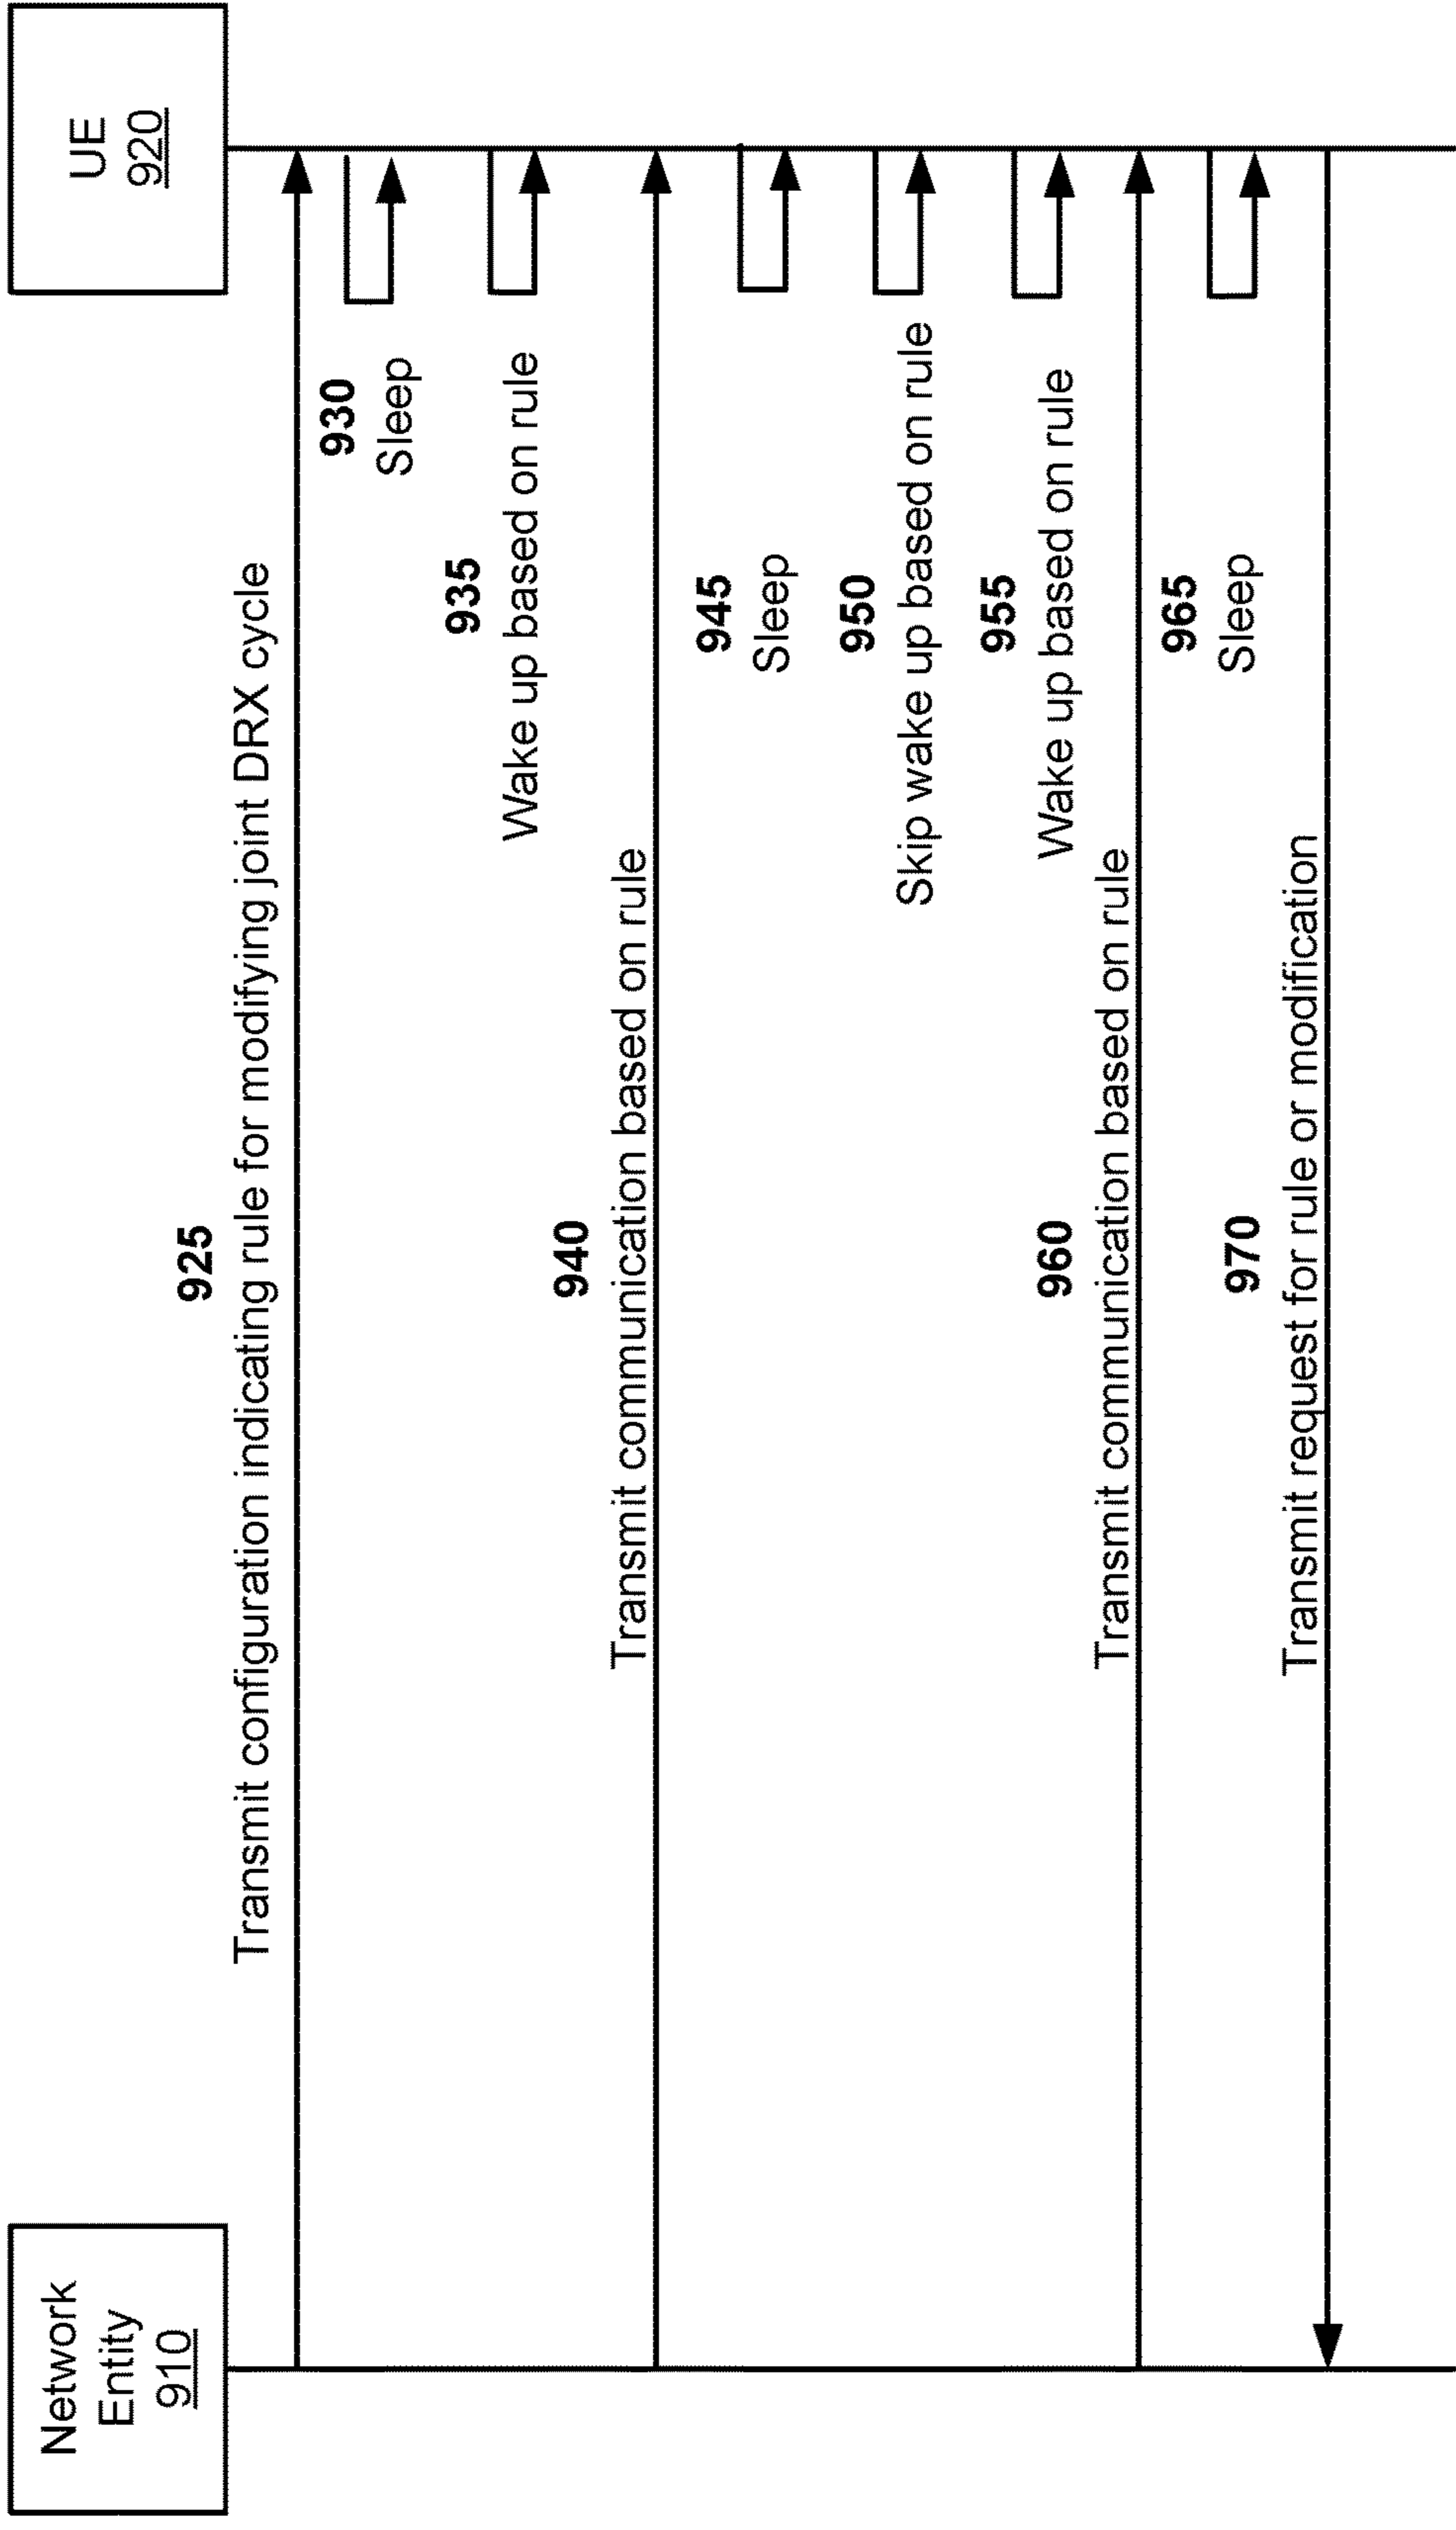 Network
Entity
910
UE
920
925
Transmit configuration indicating rule for modifying joint DRX cycle
930
Sleep
935
Wake up based on rule
940
Transmit communication based on rule
945
Sleep
950
Skip wake up based on rule
955
Wake up based on rule
960
Transmit communication based on rule
965
Sleep
970
Transmit request for rule or modification